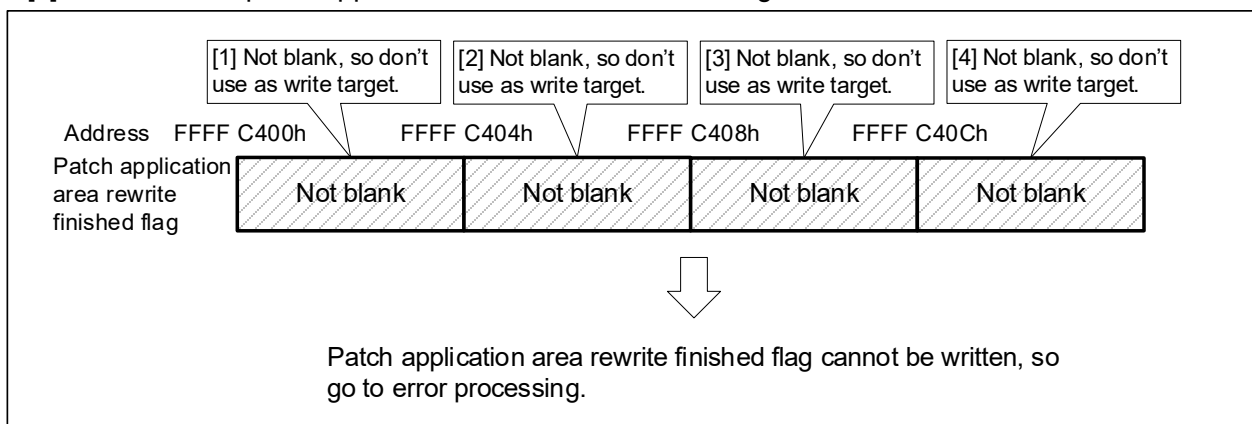 [1] Not blank, so don't
use as write target.
[2] Not blank, so don't
use as write target.
[3] Not blank, so don't
use as write target.
[4] Not blank, so don't
use as write target.
Address FFFF C400h FFFF C404h FFFF C408h FFFF C40Ch
Patch application
area rewrite
finished flag
Not blank Not blank Not blank Not blank
Patch application area rewrite finished flag cannot be written, so
go to error processing.